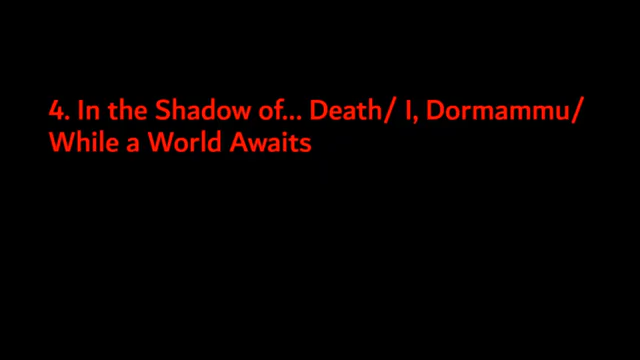 4. In the Shadow of... Death/ I, Dormammu/
While a World Awaits